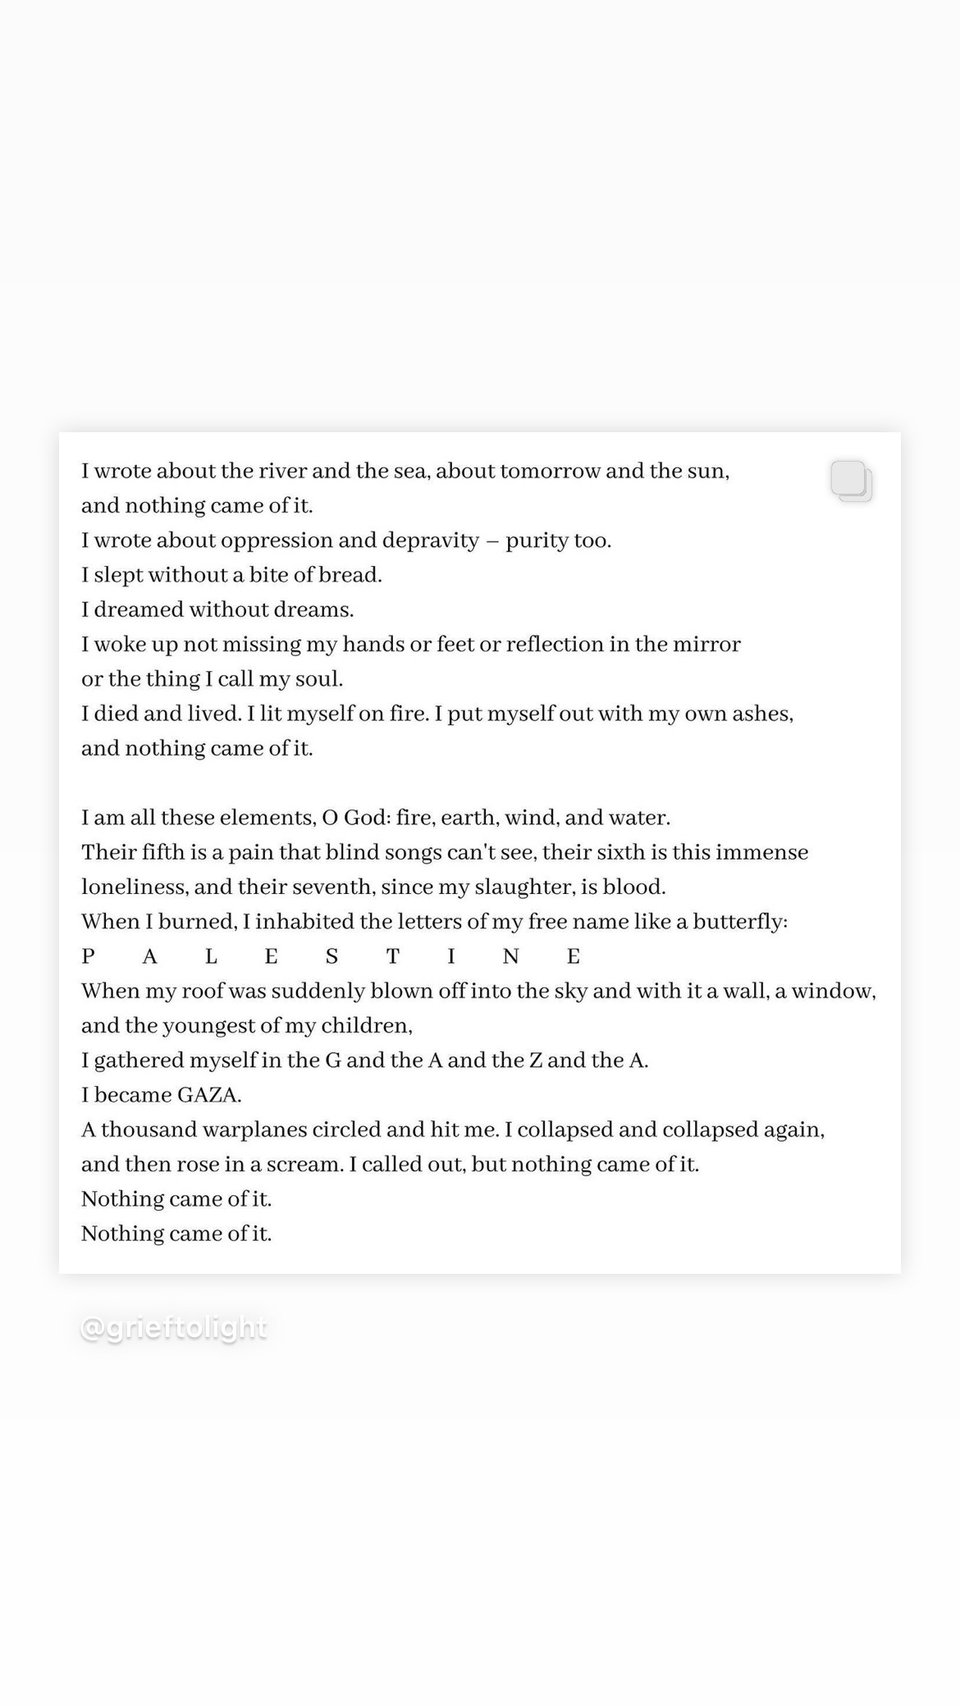 I wrote about the river and the sea, about tomorrow and the sun,
and nothing came of it.
I wrote about oppression and depravity – purity too.
I slept without a bite of bread.
I dreamed without dreams.
I woke up not missing my hands or feet or reflection in the mirror
or the thing I call my soul.
I died and lived. I lit myself on fire. I put myself out with my own ashes,
and nothing came of it.

I am all these elements, O God: fire, earth, wind, and water.
Their fifth is a pain that blind songs can't see, their sixth is this immense
loneliness, and their seventh, since my slaughter, is blood.
When I burned, I inhabited the letters of my free name like a butterfly:
P A L E S T I N E
When my roof was suddenly blown off into the sky and with it a wall, a window,
and the youngest of my children,
I gathered myself in the G and the A and the Z and the A.
I became GAZA.
A thousand warplanes circled and hit me. I collapsed and collapsed again,
and then rose in a scream. I called out, but nothing came of it.
Nothing came of it.
Nothing came of it.
@grieftolight